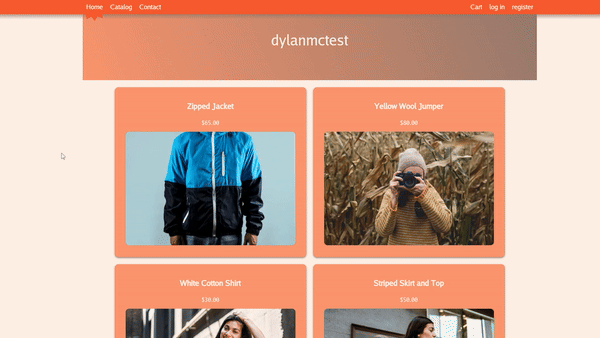 Home Catalog Contact Cart log in register
dylanmctest
Zipped Jacket Yellow Wool Jumper
$65.00 $80.00
White Cotton Shirt Striped Skirt and Top
$30.00 $50.00